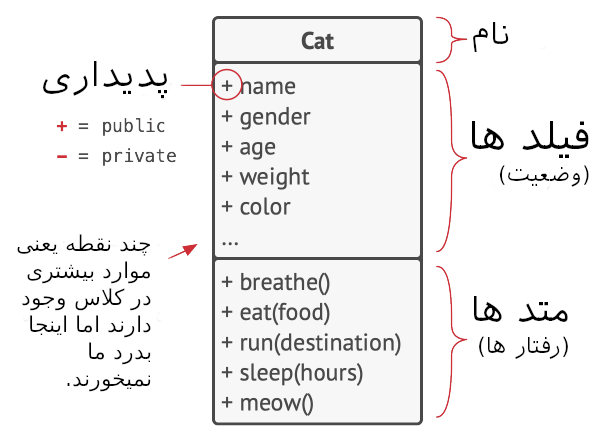 Cat
نام
پدیداری
+ = public
− = private
+ name
+ gender
+ age
+ weight
+ color
...
فیلد ها
(وضعیت)
چند نقطه یعنی
موارد بیشتری
در کلاس وجود
دارند اما اینجا
بدرد ما
نمیخورند.
+ breathe()
+ eat(food)
+ run(destination)
+ sleep(hours)
+ meow()
متد ها
(رفتار ها)